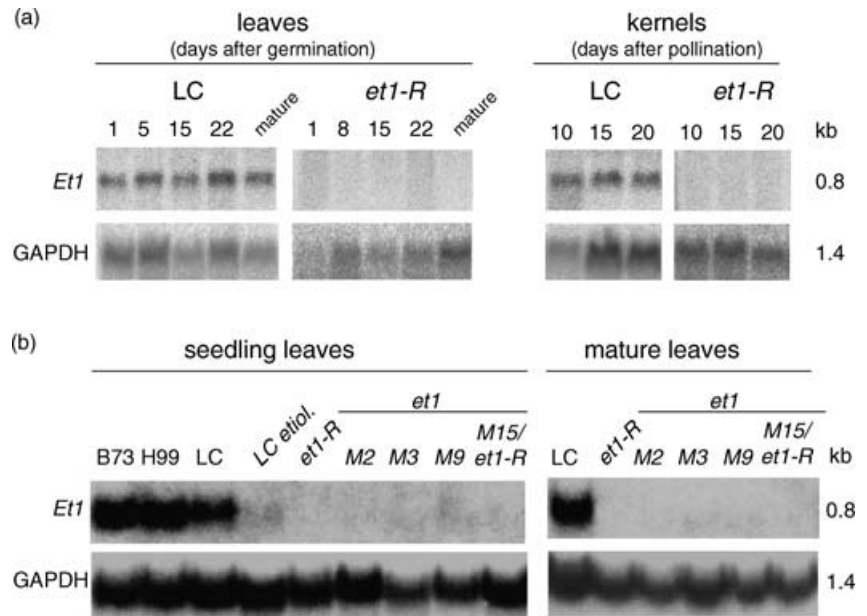 (a)
leaves kernels
(days after germination) (days after pollination)
LC et1-R LC et1-R
1 5 15 22 mature 1 8 15 22 mature 10 15 20 10 15 20 kb
Et1 0.8
GAPDH 1.4
(b)
seedling leaves mature leaves
et1 et1
B73 H99 LC LC etiol. et1-R M2 M3 M9 M15/et1-R LC et1-R M2 M3 M9 M15/et1-R kb
Et1 0.8
GAPDH 1.4